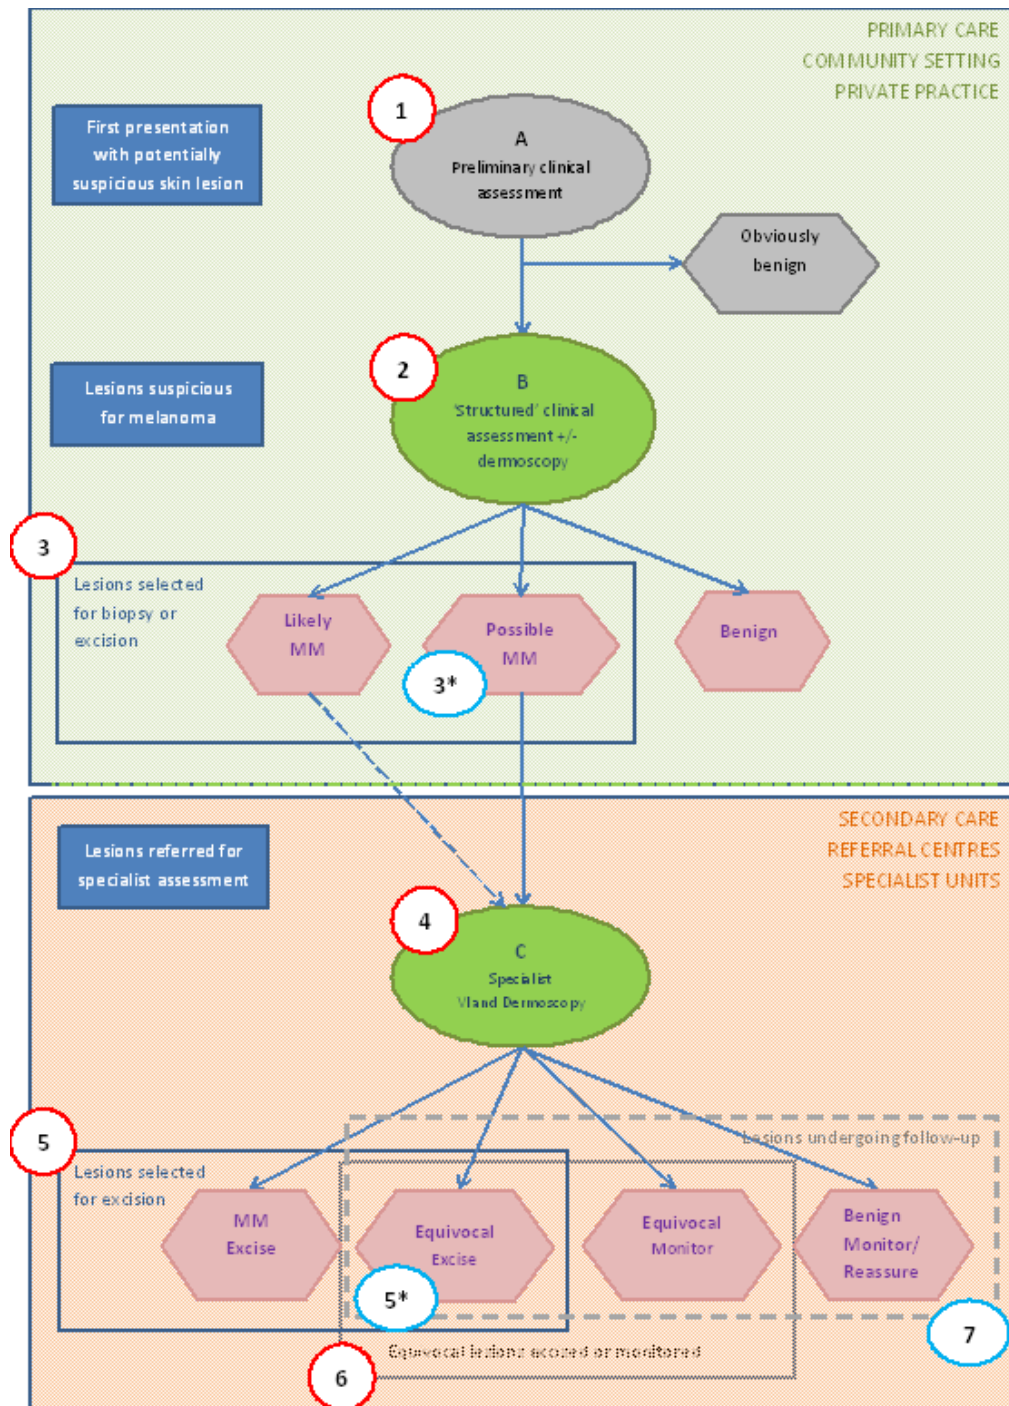 PRIMARY CARE
COMMUNITY SETTING
PRIVATE PRACTICE
1
First presentation
with potentially
suspicious skin lesion
A
Preliminary clinical
assessment
Obviously
benign
2
Lesions suspicious
for melanoma
B
'Structured' clinical
assessment +/-
dermoscopy
3
Lesions selected
for biopsy or
excision
Likely
MM
Possible
MM
3*
Benign
SECONDARY CARE
REFERRAL CENTRES
SPECIALIST UNITS
Lesions referred for
specialist assessment
4
C
Specialist
VIand Dermoscopy
5
Lesions undergoing follow-up
Lesions selected
for excision
MM
Excise
Equivocal
Excise
5*
Equivocal
Monitor
Benign
Monitor/
Reassure
7
Equivocal lesions excised or monitored
6